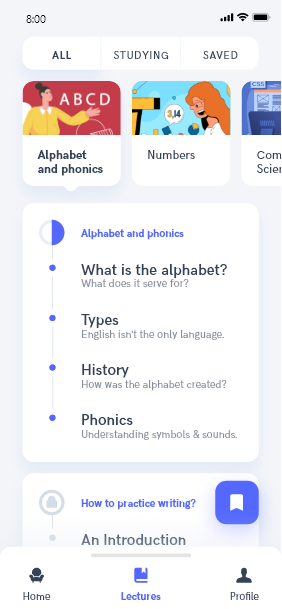 8:00
ALL STUDYING SAVED
ABCD
3,14
CSS
Alphabet
and phonics
Numbers
Com
Scien
Alphabet and phonics
What is the alphabet?
What does it serve for?
Types
English isn't the only language.
History
How was the alphabet created?
Phonics
Understanding symbols & sounds.
How to practice writing?
An Introduction
Home Lectures Profile